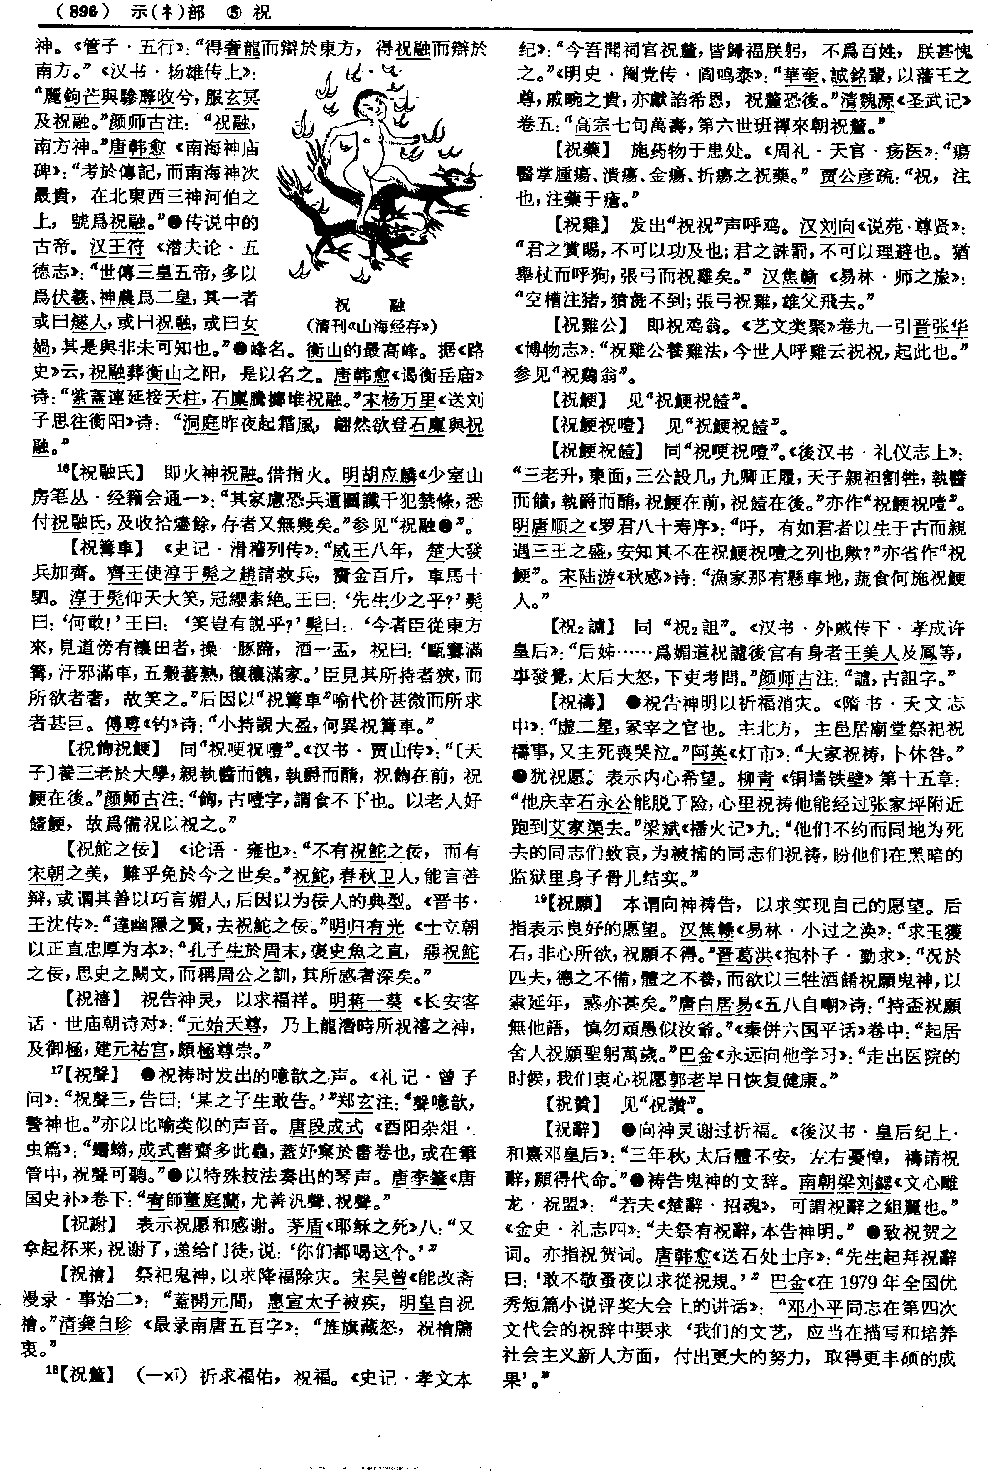 (896) 示(礻)部 ⑤ 祝
神。《管子·五行》:“得奢龍而辯於東方，得祝融而辯於
南方。”《汉书·扬雄传上》:
“麗鉤芒與驂蓐收兮，服玄冥
及祝融。”颜师古注:“祝融，
南方神。”唐韩愈《南海神庙
碑》:“考於傳記，而南海神次
最貴，在北東西三神河伯之
上，號爲祝融。”❷传说中的
古帝。汉王符《潜夫论·五
德志》:“世傳三皇五帝，多以
爲伏羲、神農爲二皇，其一者
或曰燧人，或曰祝融，或曰女
媧，其是與非未可知也。”❸峰名。衡山的最高峰。据《路
史》云，祝融葬衡山之阳，是以名之。唐韩愈《谒衡岳庙》
诗:“紫蓋連延接天柱，石廩騰擲堆祝融。”宋杨万里《送刘
子思往衡阳》诗:“洞庭昨夜起霜風，翩然欲登石廩與祝
融。”
祝 融
(清刊《山海经存》)
16【祝融氏】 即火神祝融。借指火。明胡应麟《少室山
房笔丛·经籍会通一》:“其家慮恐兵遁圖讖干犯禁條，悉
付祝融氏，及收拾燼餘，存者又無幾矣。”参见“祝融❶”。
【祝篝車】 《史记·滑稽列传》:“威王八年，楚大發
兵加齊。齊王使淳于髡之趙請救兵，齎金百斤，車馬十
駟。淳于髡仰天大笑，冠纓索絶。王曰:‘先生少之乎?’髡
曰:‘何敢!’王曰:‘笑豈有説乎?’髡曰:‘今者臣從東方
來，見道傍有禳田者，操一豚蹄，酒一盂，祝曰:“甌窶滿
篝，汙邪滿車，五穀蕃熟，穰穰滿家。”臣見其所持者狹，而
所欲者奢，故笑之。’”后因以“祝篝車”喻代价甚微而所求
者甚巨。傅尃《钓》诗:“小持覬大盈，何異祝篝車。”
【祝飽祝鯁】 同“祝哽祝噎”。《汉书·贾山传》:“〔天
子〕養三老於大學，親執醬而餽，執爵而酳，祝飽在前，祝
鯁在後。”颜师古注:“飽，古噎字，謂食不下也。以老人好
噎鯁，故爲備祝以祝之。”
【祝鮀之佞】 《论语·雍也》:“不有祝鮀之佞，而有
宋朝之美，難乎免於今之世矣。”祝鮀，春秋卫人，能言善
辩，或谓其善以巧言媚人，后因以为佞人的典型。《晋书·
王沈传》:“達幽隱之賢，去祝鮀之佞。”明归有光《士立朝
以正直忠厚为本》:“孔子生於周末，褒史魚之直，惡祝鮀
之佞，思史之闕文，而稱周公之訓，其所感者深矣。”
【祝禧】 祝告神灵，以求福祥。明蒋一葵《长安客
话·世庙朝诗对》:“元始天尊，乃上龍潛時所祝禧之神，
及御極，建元祐宫，頗極尊崇。”
17【祝聲】 ❶祝祷时发出的噫歆之声。《礼记·曾子
问》:“祝聲三，告曰:‘某之子生敢告。’”郑玄注:“聲噫歆，
警神也。”亦以比喻类似的声音。唐段成式《酉阳杂俎·
虫篇》:“蠮螉，成式書齋多此蟲，蓋好窠於書卷也，或在筆
管中，祝聲可聽。”❷以特殊技法奏出的琴声。唐李肇《唐
国史补》卷下:“有師董庭蘭，尤善汎聲、祝聲。”
【祝謝】 表示祝愿和感谢。茅盾《耶稣之死》八:“又
拿起杯来，祝谢了，递给门徒，说:‘你们都喝这个。’”
【祝禬】 祭祀鬼神，以求降福除灾。宋吴曾《能改斋
漫录·事始二》:“蓋開元間，惠宣太子被疾，明皇自祝
禬。”清龚自珍《最录南唐五百字》:“旌旗藏怒，祝禬牖
衷。”
18【祝釐】 (—xǐ) 祈求福佑，祝福。《史记·孝文本
纪》:“今吾聞祠官祝釐，皆歸福朕躬，不爲百姓，朕甚愧
之。”《明史·阉党传·阎鸣泰》:“華奎、誠銘輩，以藩王之
尊，戚畹之貴，亦獻諂希恩，祝釐恐後。”清魏源《圣武记》
卷五:“高宗七旬萬壽，第六世班禪來朝祝釐。”
【祝藥】 施药物于患处。《周礼·天官·疡医》:“瘍
醫掌腫瘍、潰瘍、金瘍、折瘍之祝藥。”贾公彦疏:“祝，注
也，注藥于瘡。”
【祝雞】 发出“祝祝”声呼鸡。汉刘向《说苑·尊贤》:
“君之賞賜，不可以功及也；君之誅罰，不可以理避也。猶
舉杖而呼狗，張弓而祝雞矣。”汉焦贛《易林·师之旅》:
“空槽注猪，豬彘不到；張弓祝雞，雄父飛去。”
【祝雞公】 即祝鸡翁。《艺文类聚》卷九一引晋张华
《博物志》:“祝雞公養雞法，今世人呼雞云祝祝，起此也。”
参见“祝鷄翁”。
【祝鯁】 见“祝鯁祝饐”。
【祝鯁祝噎】 见“祝鯁祝饐”。
【祝鯁祝饐】 同“祝哽祝噎”。《後汉书·礼仪志上》:
“三老升，東面，三公設几，九卿正履，天子親袒割牲，執醬
而饋，執爵而酳，祝鯁在前，祝饐在後。”亦作“祝鯁祝噎”。
明唐顺之《罗君八十寿序》:“吁，有如君者以生于古而親
遇三王之盛，安知其不在祝鯁祝噎之列也歟?”亦省作“祝
鯁”。宋陆游《秋感》诗:“漁家那有懸車地，蔬食何施祝鯁
人。”
【祝2謯】 同“祝2詛”。《汉书·外戚传下·孝成许
皇后》:“后姊……爲媚道祝謯後宫有身者王美人及鳳等，
事發覺，太后大怒，下吏考問。”颜师古注:“謯，古詛字。”
【祝禱】 ❶祝告神明以祈福消灾。《隋书·天文志
中》:“虚二星，冢宰之官也。主北方，主邑居廟堂祭祀祝
禱事，又主死喪哭泣。”阿英《灯市》:“大家祝祷，卜休咎。”
❷犹祝愿。表示内心希望。柳青《铜墙铁壁》第十五章:
“他庆幸石永公能脱了险，心里祝祷他能经过张家坪附近
跑到艾家渠去。”梁斌《播火记》九:“他们不约而同地为死
去的同志们致哀，为被捕的同志们祝祷，盼他们在黑暗的
监狱里身子骨儿结实。”
19【祝願】 本谓向神祷告，以求实现自己的愿望。后
指表示良好的愿望。汉焦贛《易林·小过之涣》:“求玉獲
石，非心所欲，祝願不得。”晋葛洪《抱朴子·勤求》:“况於
匹夫，德之不備，體之不養，而欲以三牲酒餚祝願鬼神，以
索延年，惑亦甚矣。”唐白居易《五八自嘲》诗:“持盃祝願
無他語，慎勿頑愚似汝爺。”《秦併六国平话》卷中:“起居
舍人祝願聖躬萬歲。”巴金《永远向他学习》:“走出医院的
时候，我们衷心祝愿郭老早日恢复健康。”
【祝贊】 见“祝讚”。
【祝辭】 ❶向神灵谢过祈福。《後汉书·皇后纪上·
和熹邓皇后》:“三年秋，太后體不安，左右憂惶，禱請祝
辭，願得代命。”❷祷告鬼神的文辞。南朝梁刘勰《文心雕
龙·祝盟》:“若夫《楚辭·招魂》，可謂祝辭之組纚也。”
《金史·礼志四》:“夫祭有祝辭，本告神明。”❸致祝贺之
词。亦指祝贺词。唐韩愈《送石处士序》:“先生起拜祝辭
曰:‘敢不敬蚤夜以求從祝規。’”巴金《在1979年全国优
秀短篇小说评奖大会上的讲话》:“邓小平同志在第四次
文代会的祝辞中要求‘我们的文艺，应当在描写和培养
社会主义新人方面，付出更大的努力，取得更丰硕的成
果’。”